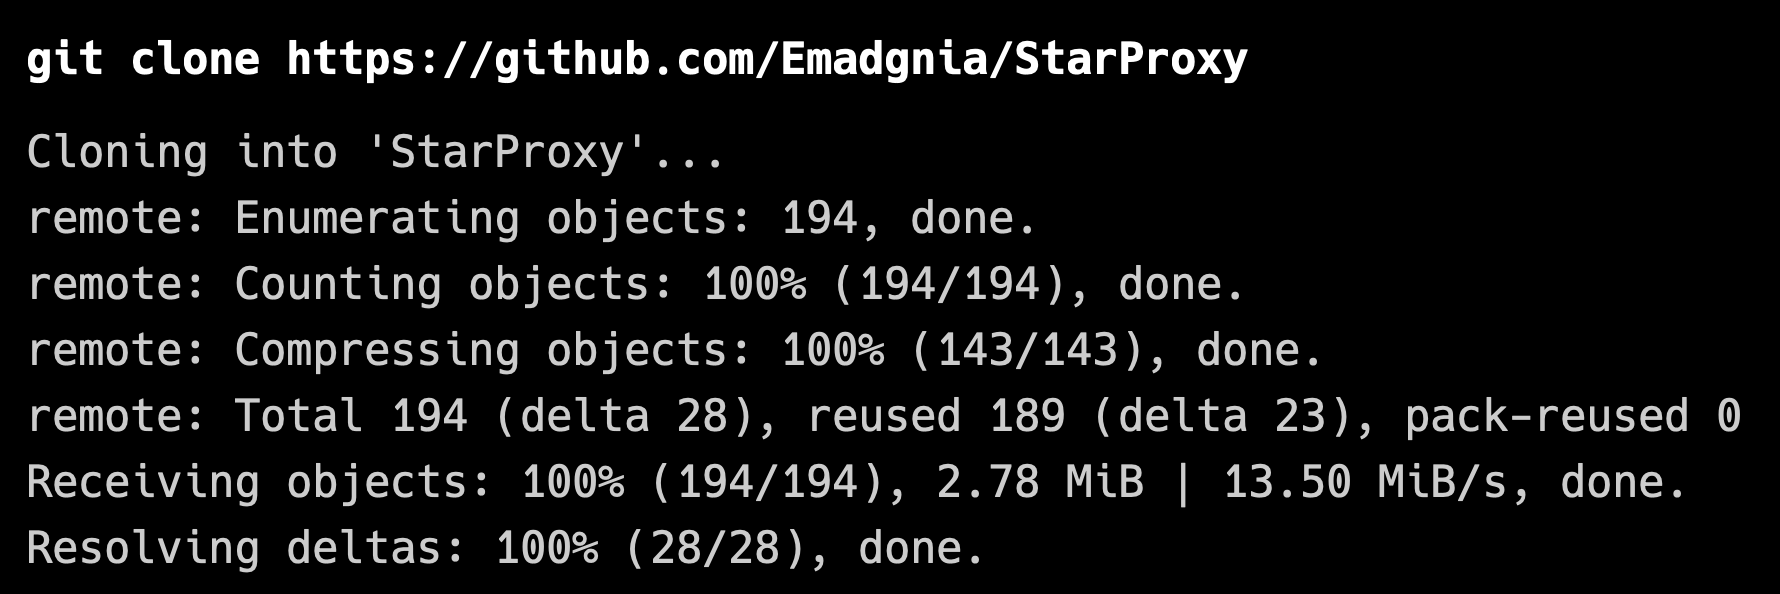 git clone https://github.com/Emadgnia/StarProxy
Cloning into 'StarProxy'...
remote: Enumerating objects: 194, done.
remote: Counting objects: 100% (194/194), done.
remote: Compressing objects: 100% (143/143), done.
remote: Total 194 (delta 28), reused 189 (delta 23), pack-reused 0
Receiving objects: 100% (194/194), 2.78 MiB | 13.50 MiB/s, done.
Resolving deltas: 100% (28/28), done.